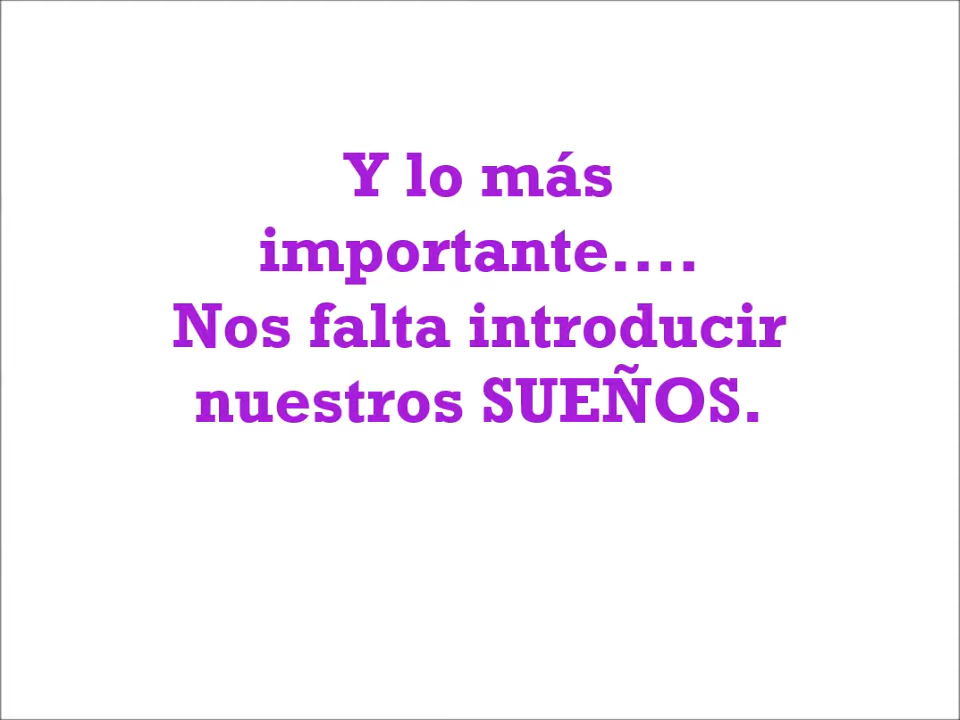 Y lo más
importante....
Nos falta introducir
nuestros SUEÑOS.